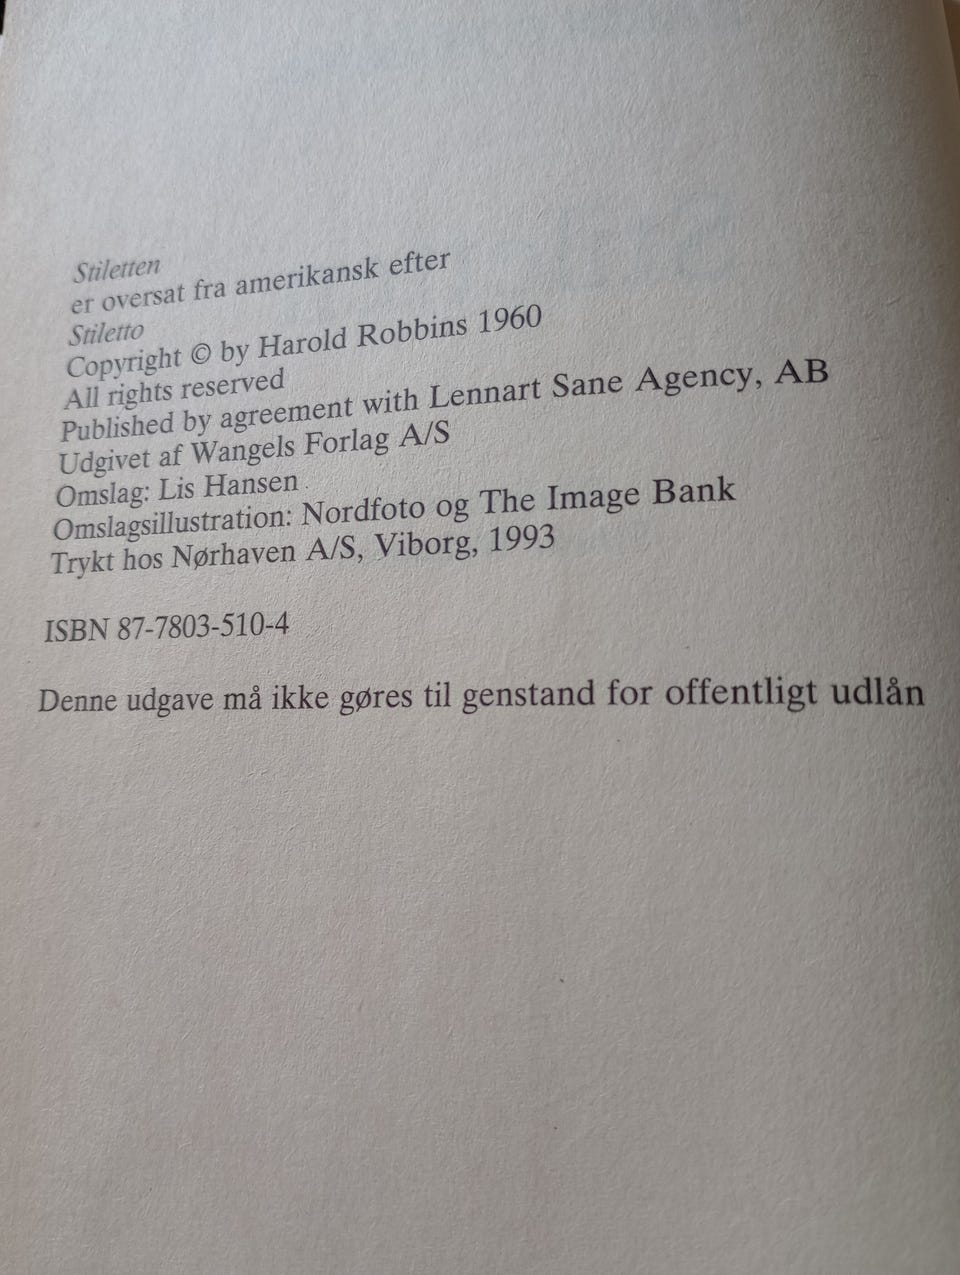 Stiletten
er oversat fra amerikansk efter
Stiletto
Copyright © by Harold Robbins 1960
All rights reserved
Published by agreement with Lennart Sane Agency, AB
Udgivet af Wangels Forlag A/S
Omslag: Lis Hansen
Omslagsillustration: Nordfoto og The Image Bank
Trykt hos Nørhaven A/S, Viborg, 1993
ISBN 87-7803-510-4
Denne udgave må ikke gøres til genstand for offentligt udlån